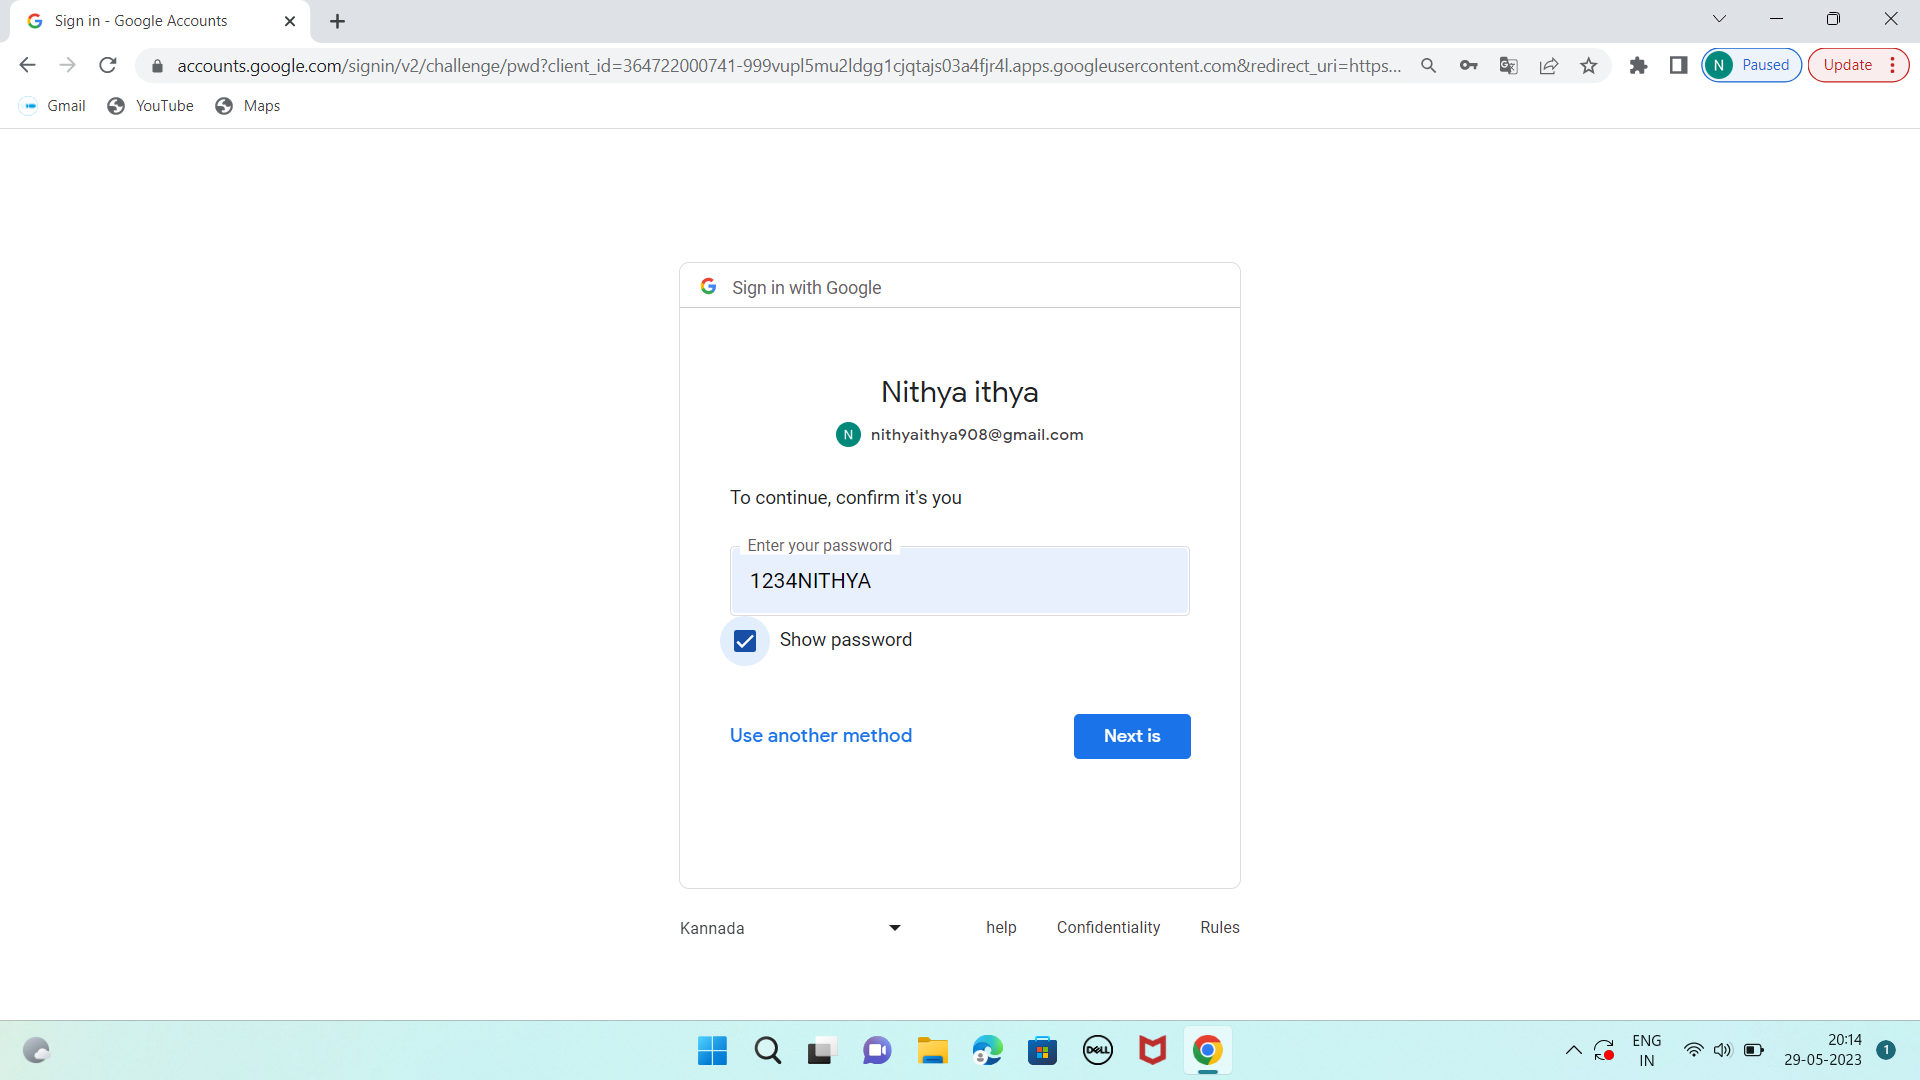 Sign in - Google Accounts
accounts.google.com/signin/v2/challenge/pwd?client_id=364722000741-999vupl5mu2ldgg1cjqtajs03a4fjr4l.apps.googleusercontent.com&redirect_uri=https...
N Paused
Update
Gmail YouTube Maps
Sign in with Google
Nithya ithya
N nithyaithya908@gmail.com
To continue, confirm it's you
Enter your password
1234NITHYA
Show password
Use another method
Next is
Kannada
help Confidentiality Rules
DELL
ENG
IN
20:14
29-05-2023
1